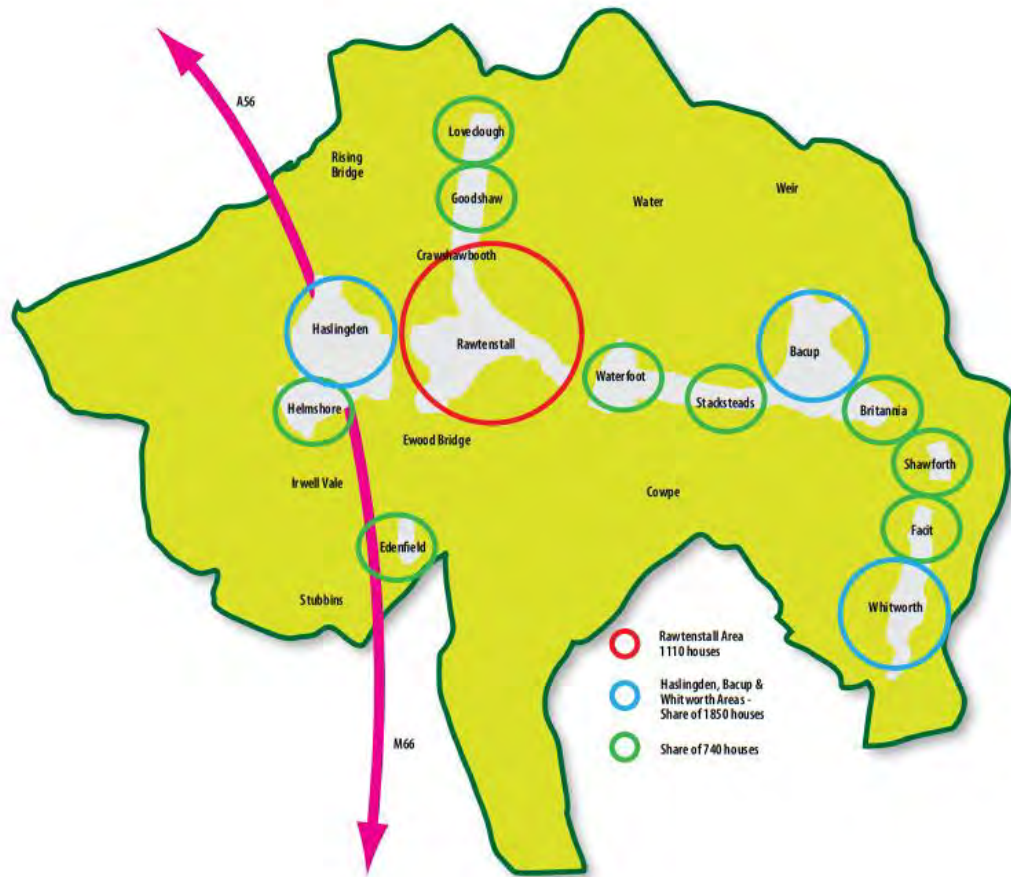 A56
Loveclough
Rising
Bridge
Goodshaw
Water
Weir
Crawshawbooth
Haslingden
Rawtenstall
Bacup
Waterfoot
Stacksteads
Britannia
Helmshore
Ewood Bridge
Shawforth
Irwell Vale
Cowpe
Facit
Edenfield
Stubbins
Whitworth
Rawtenstall Area
1110 houses
Haslingden, Bacup &
Whitworth Areas -
Share of 1850 houses
M66
Share of 740 houses